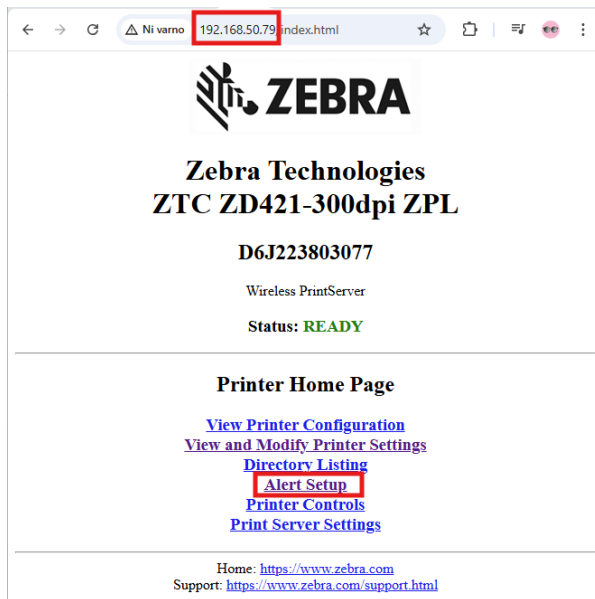 Ni varno 192.168.50.79/index.html
ZEBRA
Zebra Technologies
ZTC ZD421-300dpi ZPL
D6J223803077
Wireless PrintServer
Status: READY
Printer Home Page
View Printer Configuration
View and Modify Printer Settings
Directory Listing
Alert Setup
Printer Controls
Print Server Settings
Home: https://www.zebra.com
Support: https://www.zebra.com/support.html